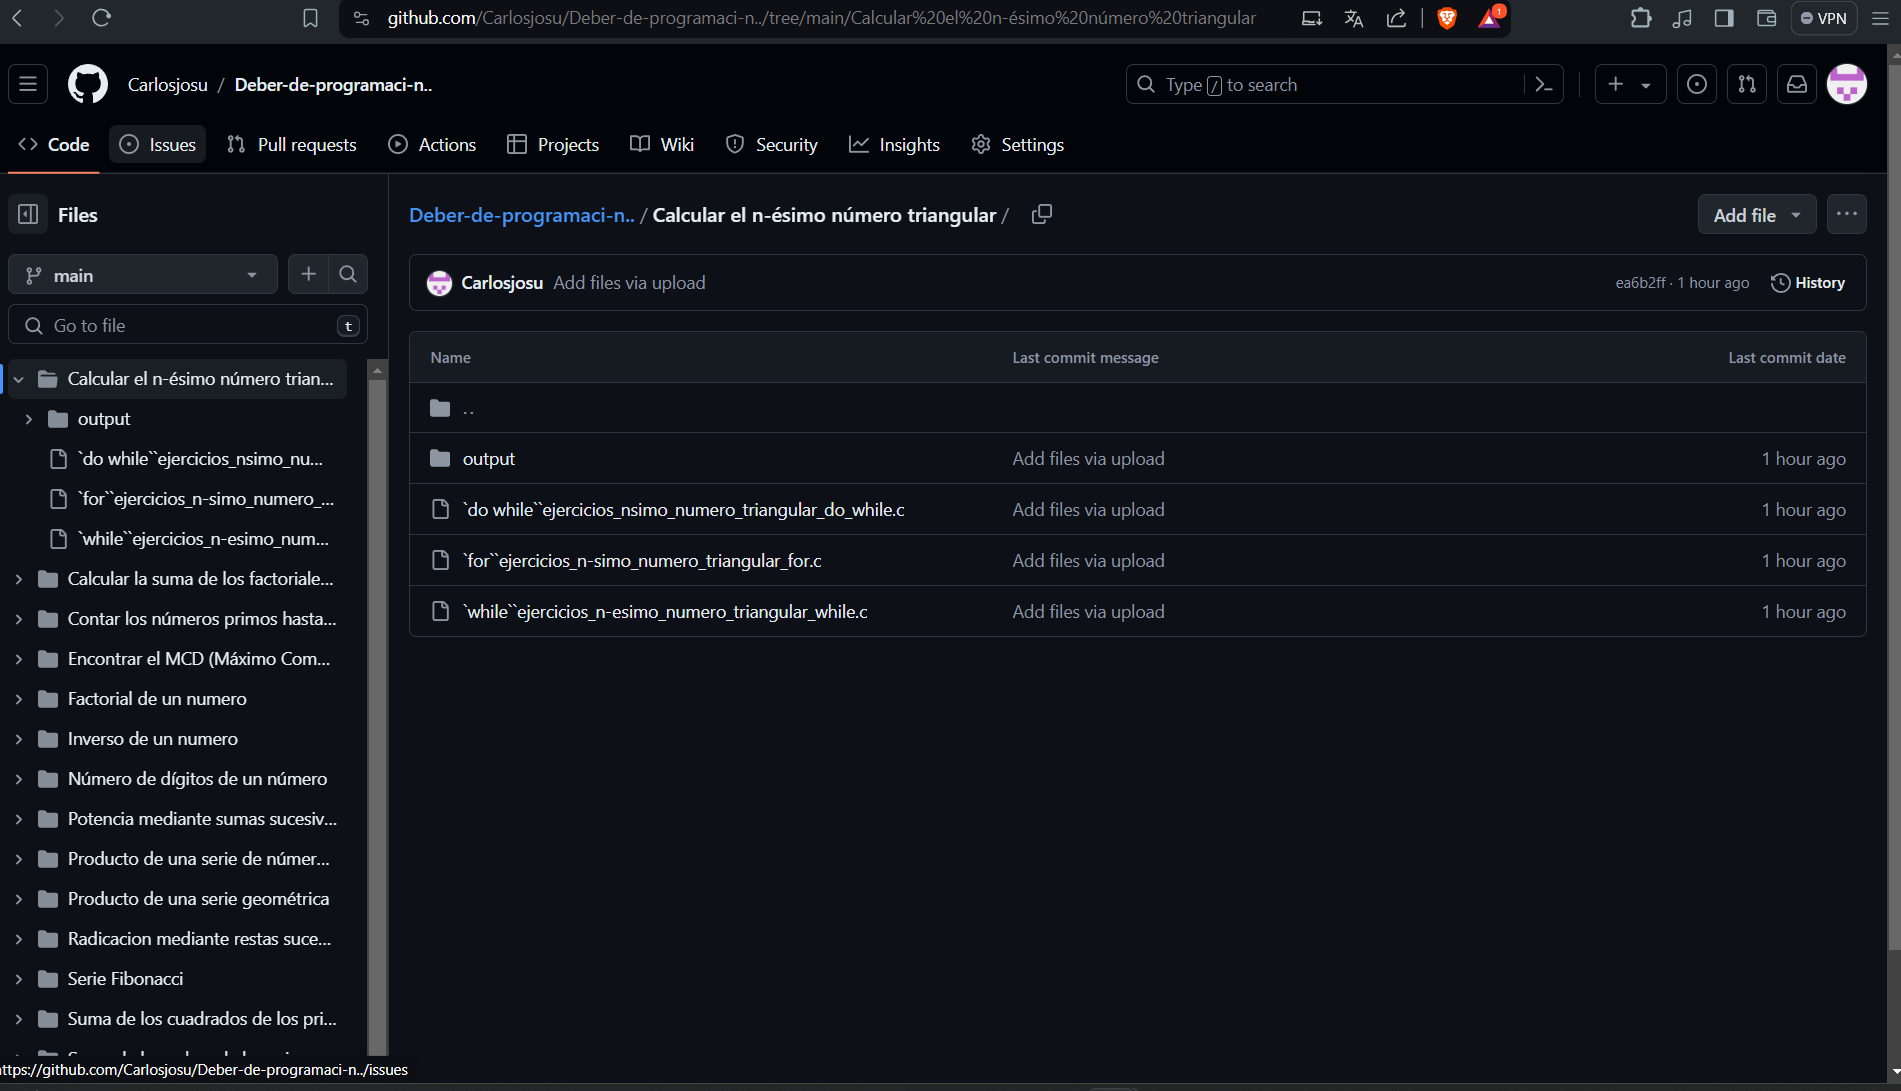 github.com/Carlosjosu/Deber-de-programaci-n../tree/main/Calcular%20el%20n-ésimo%20número%20triangular
1
VPN
Carlosjosu / Deber-de-programaci-n..
Type / to search
Code
Issues
Pull requests
Actions
Projects
Wiki
Security
Insights
Settings
Files
main
Go to file
t
Calcular el n-ésimo número trian...
output
`do while``ejercicios_nsimo_nu...
`for``ejercicios_n-simo_numero_...
`while``ejercicios_n-esimo_num...
Calcular la suma de los factoriale...
Contar los números primos hasta...
Encontrar el MCD (Máximo Com...
Factorial de un numero
Inverso de un numero
Número de dígitos de un número
Potencia mediante sumas sucesiv...
Producto de una serie de númer...
Producto de una serie geométrica
Radicacion mediante restas suce...
Serie Fibonacci
Suma de los cuadrados de los pri...
Deber-de-programaci-n.. / Calcular el n-ésimo número triangular /
Add file
Carlosjosu Add files via upload
ea6b2ff · 1 hour ago
History
Name Last commit message Last commit date
..
output Add files via upload 1 hour ago
`do while``ejercicios_nsimo_numero_triangular_do_while.c Add files via upload 1 hour ago
`for``ejercicios_n-simo_numero_triangular_for.c Add files via upload 1 hour ago
`while``ejercicios_n-esimo_numero_triangular_while.c Add files via upload 1 hour ago
ttps://github.com/Carlosjosu/Deber-de-programaci-n../issues